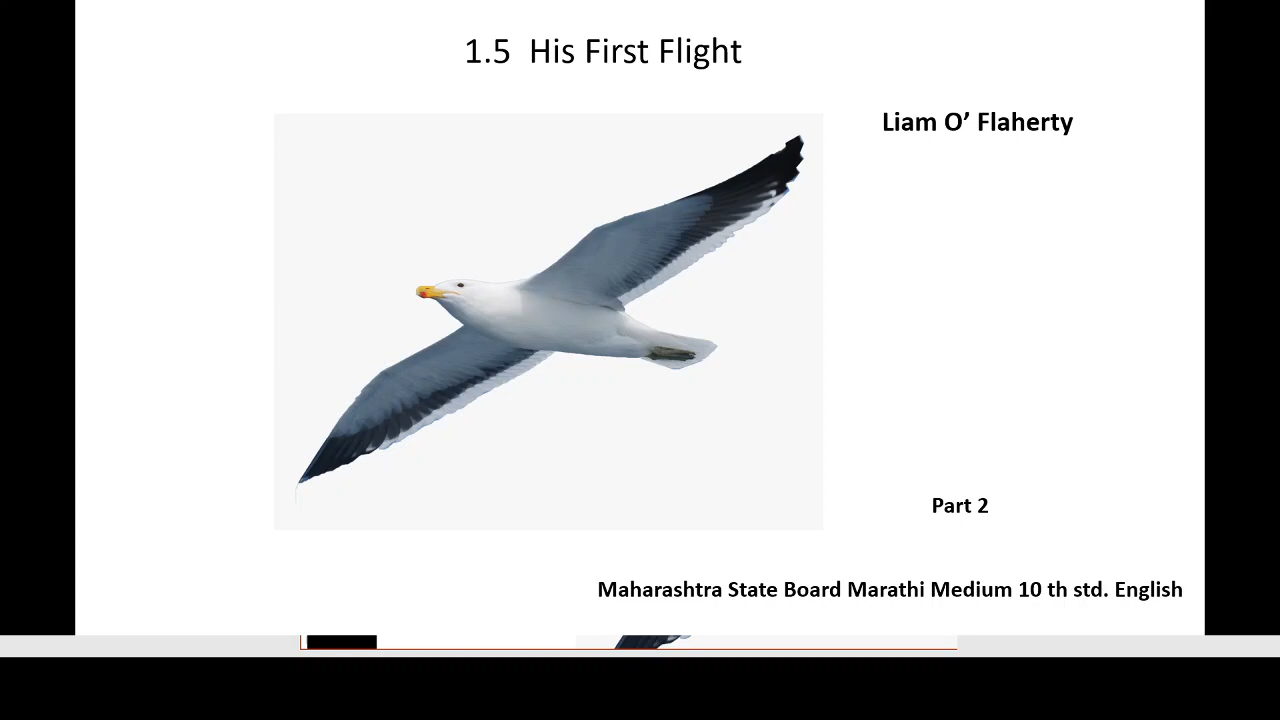 1.5  His First Flight
Liam O’ Flaherty
Part 2
Maharashtra State Board Marathi Medium 10 th std. English